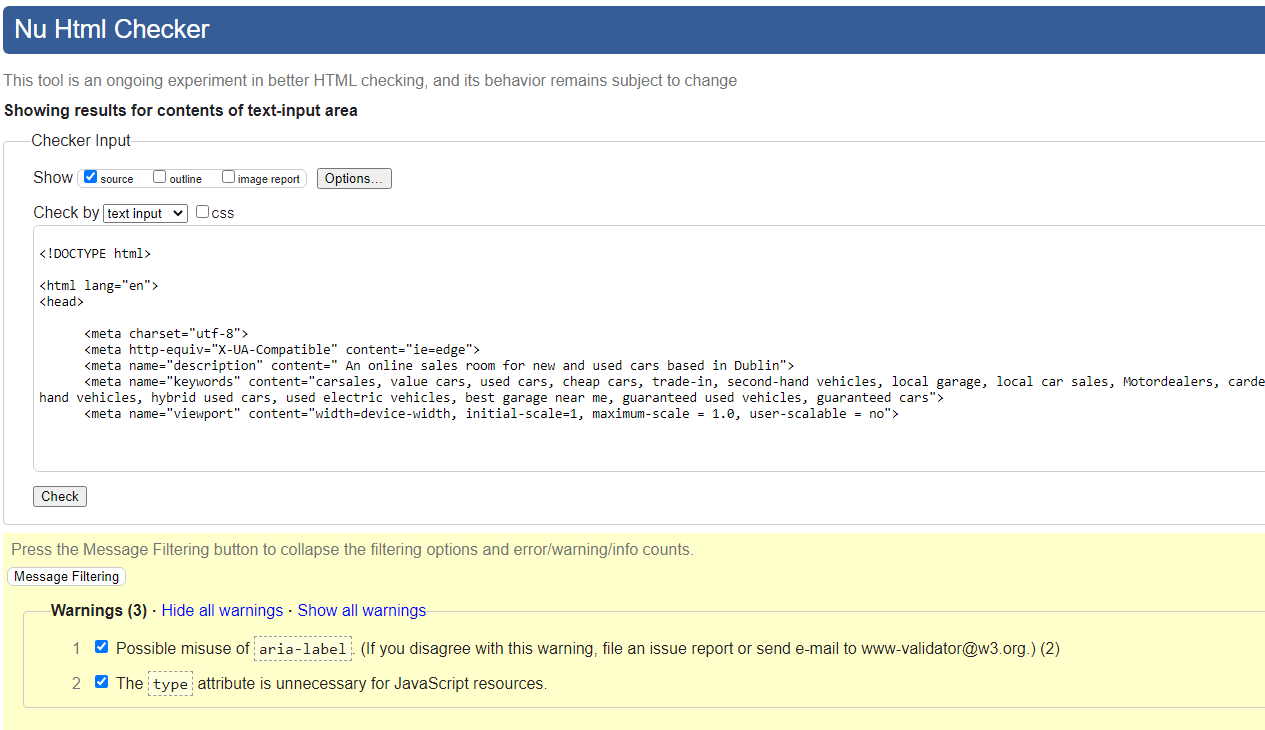 Nu Html Checker
This tool is an ongoing experiment in better HTML checking, and its behavior remains subject to change
Showing results for contents of text-input area
Checker Input
Show source outline image report Options...
Check by text input css
<!DOCTYPE html>
<html lang="en">
<head>
<meta charset="utf-8">
<meta http-equiv="X-UA-Compatible" content="ie=edge">
<meta name="description" content=" An online sales room for new and used cars based in Dublin">
<meta name="keywords" content="carsales, value cars, used cars, cheap cars, trade-in, second-hand vehicles, local garage, local car sales, Motordealers, carde
hand vehicles, hybrid used cars, used electric vehicles, best garage near me, guaranteed used vehicles, guaranteed cars">
<meta name="viewport" content="width=device-width, initial-scale=1, maximum-scale = 1.0, user-scalable = no">
Check
Press the Message Filtering button to collapse the filtering options and error/warning/info counts.
Message Filtering
Warnings (3) · Hide all warnings · Show all warnings
1 Possible misuse of aria-label. (If you disagree with this warning, file an issue report or send e-mail to www-validator@w3.org.) (2)
2 The type attribute is unnecessary for JavaScript resources.